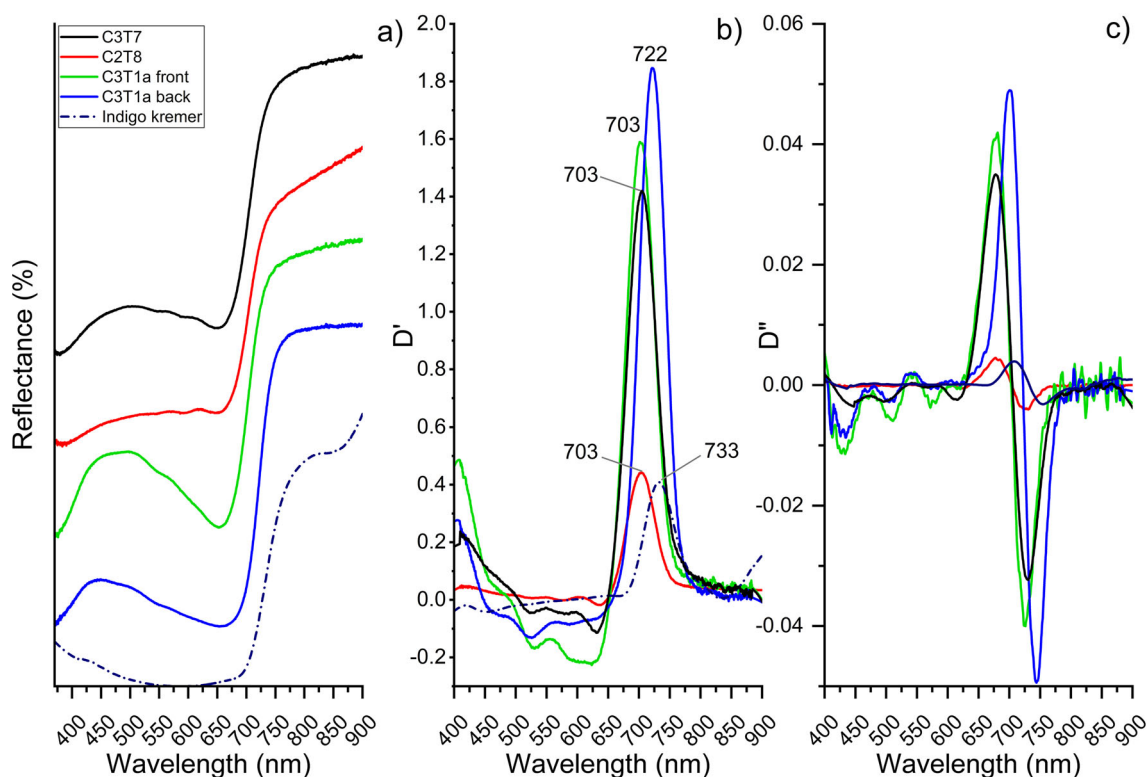 C3T7
C2T8
C3T1a front
C3T1a back
Indigo kremer
a)
Reflectance (%)
400 450 500 550 600 650 700 750 800 850 900
Wavelength (nm)
b)
D'
2.0
1.8
1.6
1.4
1.2
1.0
0.8
0.6
0.4
0.2
0.0
-0.2
722
703
703
703
733
400 450 500 550 600 650 700 750 800 850 900
Wavelength (nm)
c)
D"
0.06
0.04
0.02
0.00
-0.02
-0.04
400 450 500 550 600 650 700 750 800 850 900
Wavelength (nm)